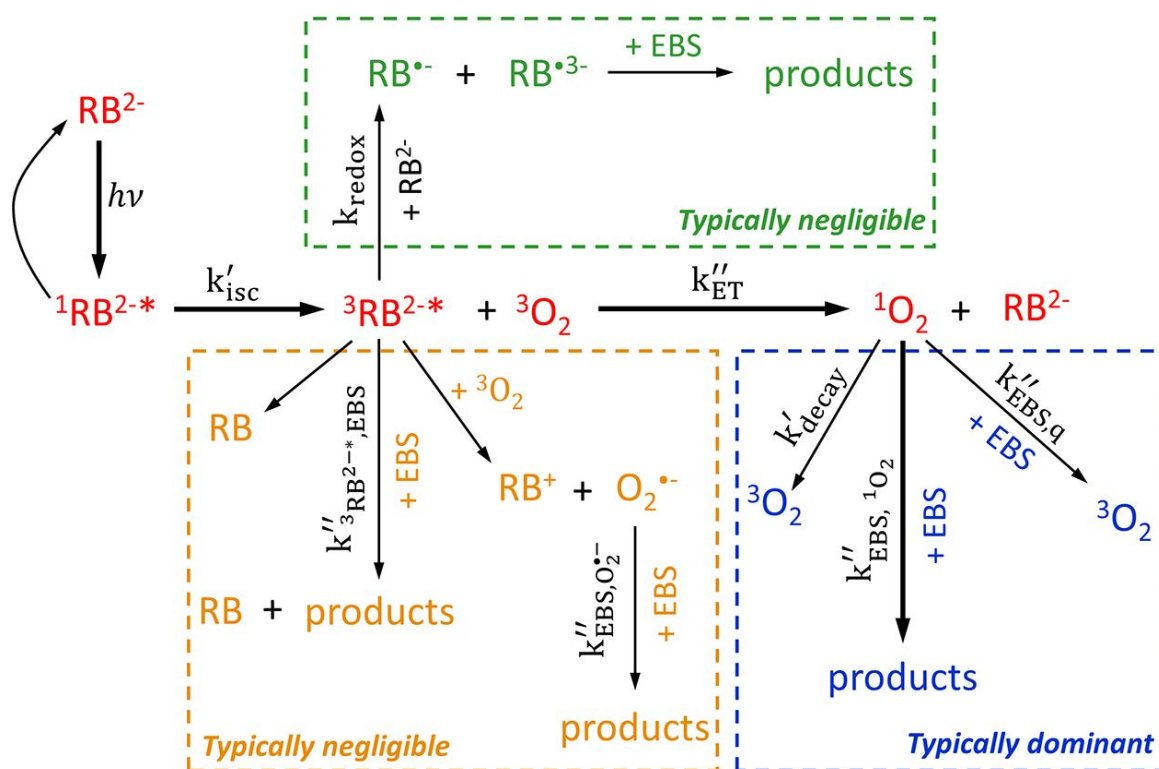 RB•- + RB•3- + EBS products
k_redox
+ RB2-
Typically negligible
RB2-
hν
1RB2-* k′isc 3RB2-* + 3O2 k″ET 1O2 + RB2-
RB
k″3RB2-*,EBS
+ EBS
+ 3O2
RB+ + O2•-
RB + products
k″EBS,O2•−
+ EBS
products
Typically negligible
k′decay
3O2
k″EBS, 1O2
+ EBS
k″EBS,q
+ EBS
3O2
products
Typically dominant